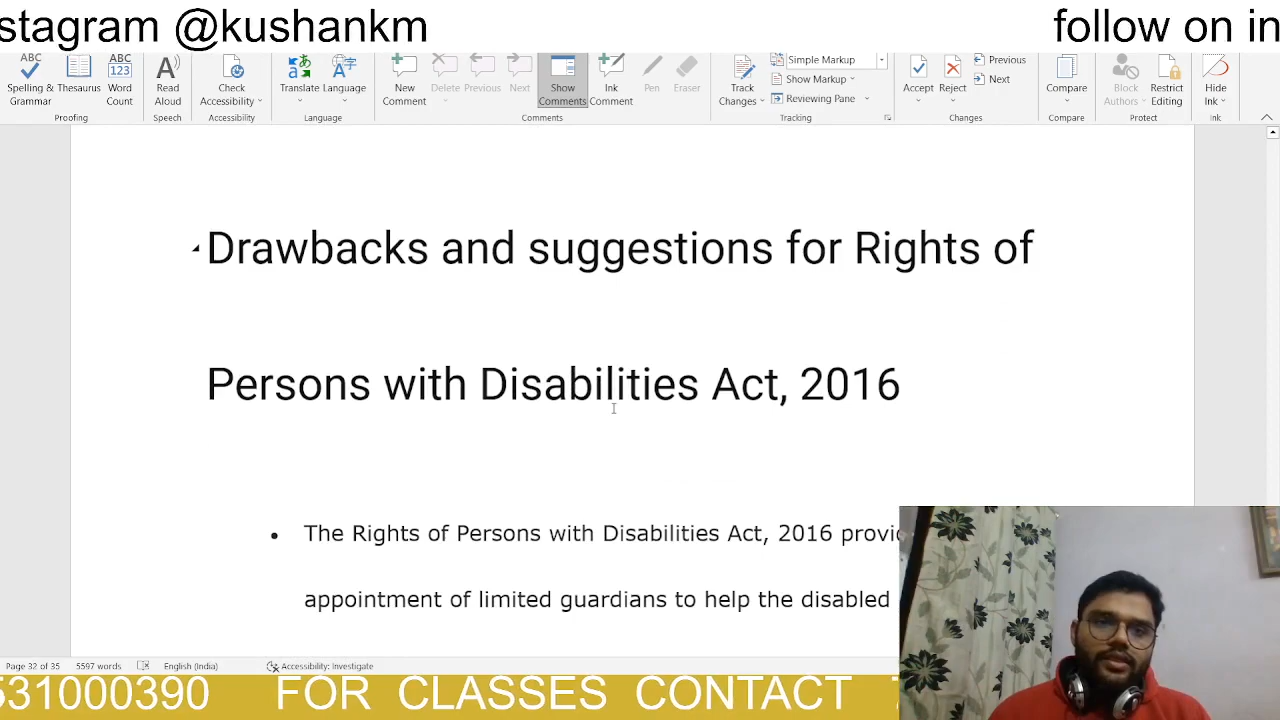 stagram @kushankm
follow on in
ABC
ABC
123
Spelling &
Grammar
Thesaurus
Word
Count
Read
Aloud
Check
Accessibility
Translate
Language
New
Comment
Delete
Previous
Next
Show
Comments
Ink
Comment
Pen
Eraser
Track
Changes
Simple Markup
Show Markup
Reviewing Pane
Accept
Reject
Previous
Next
Compare
Block
Authors
Restrict
Editing
Hide
Ink
Proofing
Speech
Accessibility
Language
Comments
Tracking
Changes
Compare
Protect
Ink
Drawbacks and suggestions for Rights of
Persons with Disabilities Act, 2016
• The Rights of Persons with Disabilities Act, 2016 provi
appointment of limited guardians to help the disabled
Page 32 of 35
5597 words
English (India)
Accessibility: Investigate
531000390 FOR CLASSES CONTACT 7